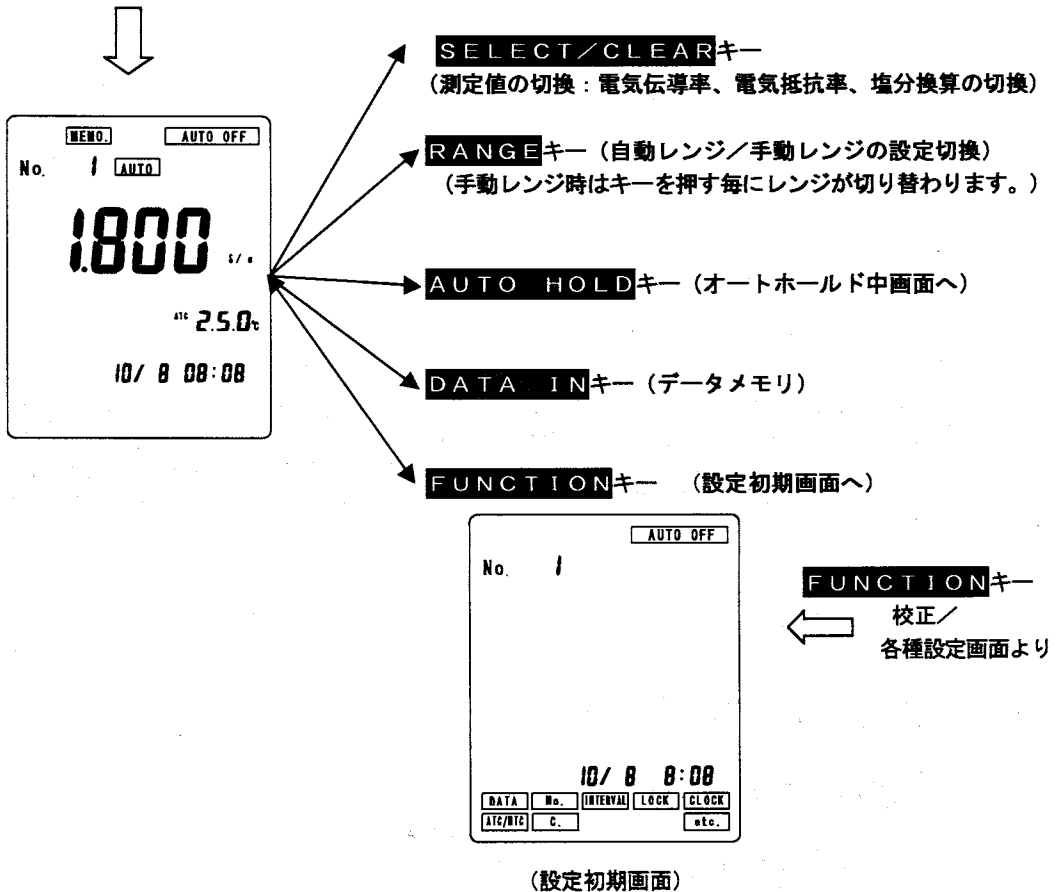 SELECT/CLEARキー
(測定値の切換:電気伝導率、電気抵抗率、塩分換算の切換)
MEMO. AUTO OFF
No. 1 AUTO
1.800 S/m
ATC 2.5.0℃
10/ 8 08:08
RANGEキー(自動レンジ/手動レンジの設定切換)
(手動レンジ時はキーを押す毎にレンジが切り替わります。)
AUTO HOLDキー(オートホールド中画面へ)
DATA INキー(データメモリ)
FUNCTIONキー (設定初期画面へ)
AUTO OFF
No. 1
10/ 8 8:08
DATA No. INTERVAL LOCK CLOCK
ATC/MTC C. etc.
(設定初期画面)
FUNCTIONキー
校正/
各種設定画面より